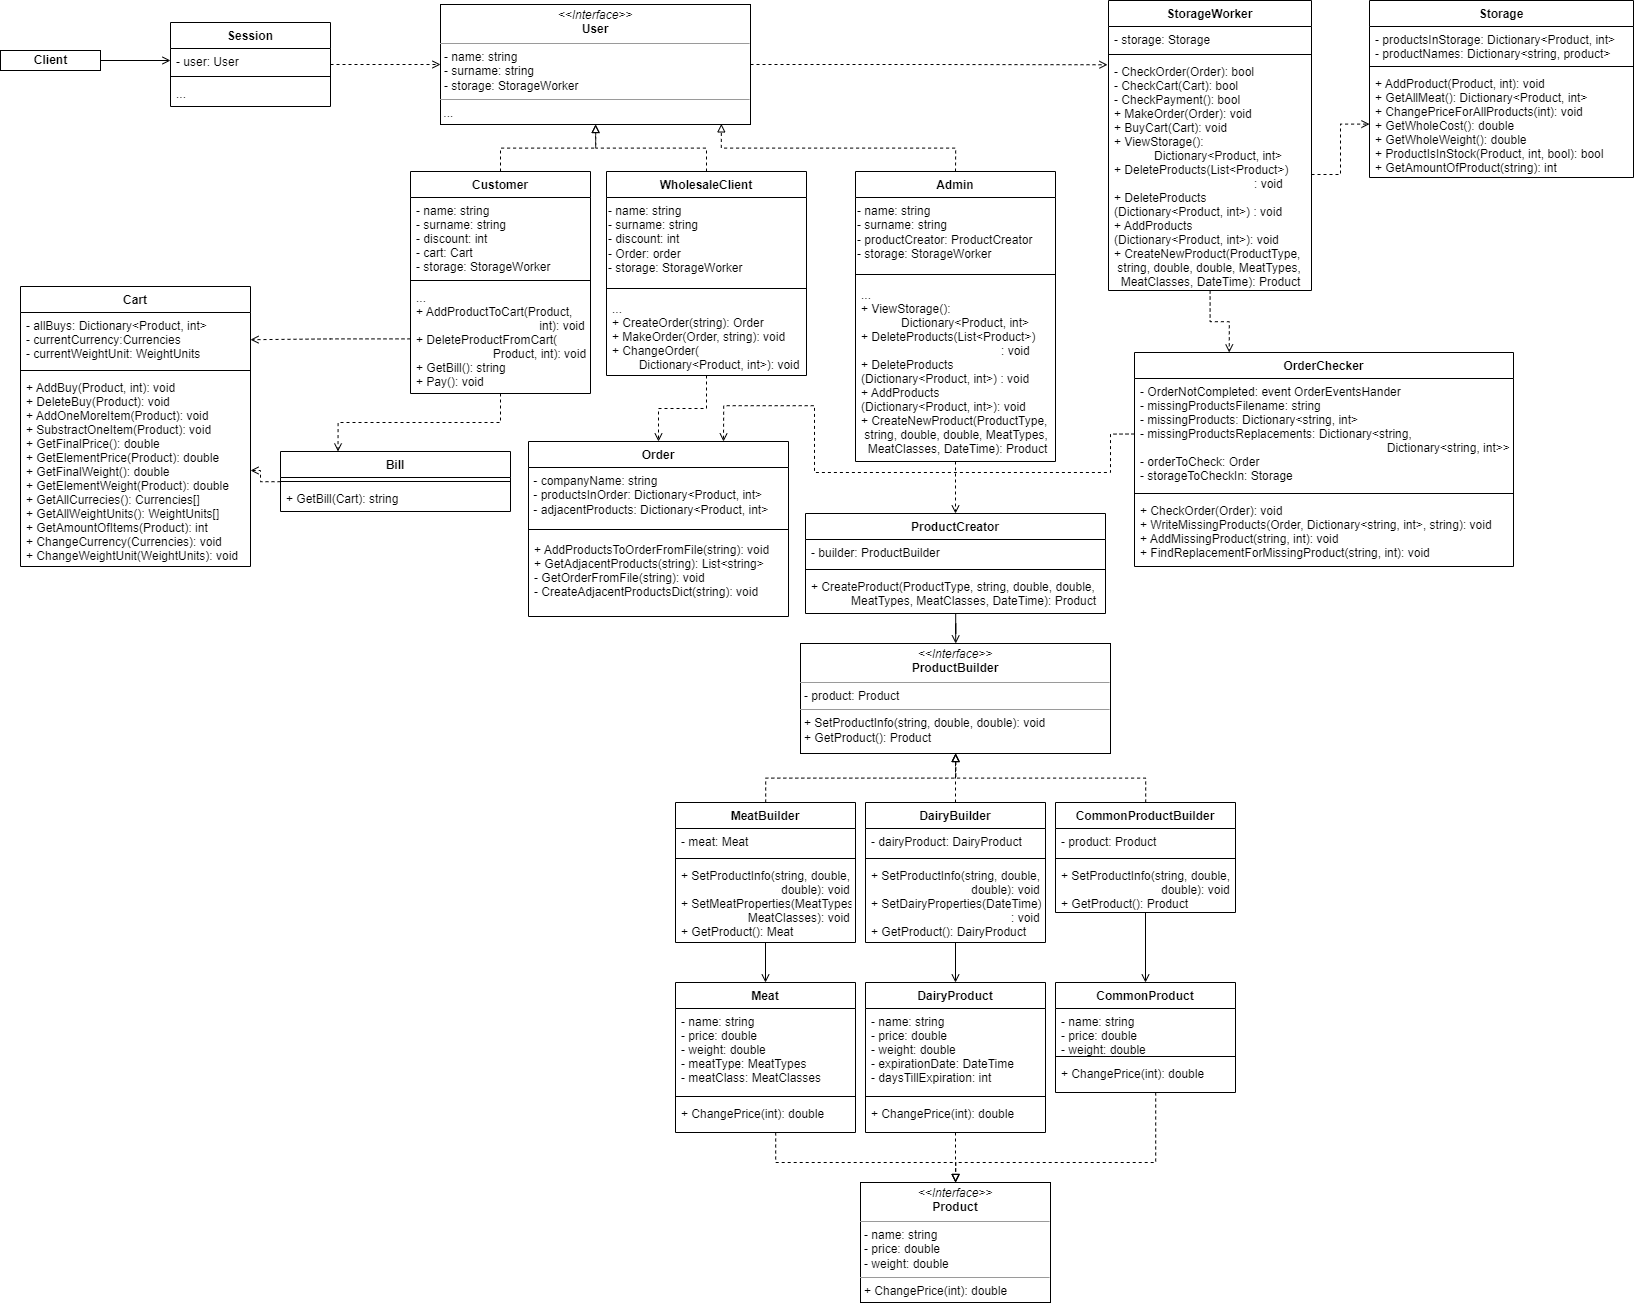 Client
Session
- user: User
...
<<Interface>>
User
- name: string
- surname: string
- storage: StorageWorker
...
StorageWorker
- storage: Storage
- CheckOrder(Order): bool
- CheckCart(Cart): bool
- CheckPayment(): bool
+ MakeOrder(Order): void
+ BuyCart(Cart): void
+ ViewStorage():
Dictionary<Product, int>
+ DeleteProducts(List<Product>)
: void
+ DeleteProducts
(Dictionary<Product, int>) : void
+ AddProducts
(Dictionary<Product, int>): void
+ CreateNewProduct(ProductType,
string, double, double, MeatTypes,
MeatClasses, DateTime): Product
Storage
- productsInStorage: Dictionary<Product, int>
- productNames: Dictionary<string, product>
+ AddProduct(Product, int): void
+ GetAllMeat(): Dictionary<Product, int>
+ ChangePriceForAllProducts(int): void
+ GetWholeCost(): double
+ GetWholeWeight(): double
+ ProductIsInStock(Product, int, bool): bool
+ GetAmountOfProduct(string): int
Customer
- name: string
- surname: string
- discount: int
- cart: Cart
- storage: StorageWorker
...
+ AddProductToCart(Product,
int): void
+ DeleteProductFromCart(
Product, int): void
+ GetBill(): string
+ Pay(): void
WholesaleClient
- name: string
- surname: string
- discount: int
- Order: order
- storage: StorageWorker
...
+ CreateOrder(string): Order
+ MakeOrder(Order, string): void
+ ChangeOrder(
Dictionary<Product, int>): void
Admin
- name: string
- surname: string
- productCreator: ProductCreator
- storage: StorageWorker
...
+ ViewStorage():
Dictionary<Product, int>
+ DeleteProducts(List<Product>)
: void
+ DeleteProducts
(Dictionary<Product, int>) : void
+ AddProducts
(Dictionary<Product, int>): void
+ CreateNewProduct(ProductType,
string, double, double, MeatTypes,
MeatClasses, DateTime): Product
Cart
- allBuys: Dictionary<Product, int>
- currentCurrency:Currencies
- currentWeightUnit: WeightUnits
+ AddBuy(Product, int): void
+ DeleteBuy(Product): void
+ AddOneMoreItem(Product): void
+ SubstractOneItem(Product): void
+ GetFinalPrice(): double
+ GetElementPrice(Product): double
+ GetFinalWeight(): double
+ GetElementWeight(Product): double
+ GetAllCurrecies(): Currencies[]
+ GetAllWeightUnits(): WeightUnits[]
+ GetAmountOfItems(Product): int
+ ChangeCurrency(Currencies): void
+ ChangeWeightUnit(WeightUnits): void
Bill
+ GetBill(Cart): string
Order
- companyName: string
- productsInOrder: Dictionary<Product, int>
- adjacentProducts: Dictionary<Product, int>
+ AddProductsToOrderFromFile(string): void
+ GetAdjacentProducts(string): List<string>
- GetOrderFromFile(string): void
- CreateAdjacentProductsDict(string): void
OrderChecker
- OrderNotCompleted: event OrderEventsHander
- missingProductsFilename: string
- missingProducts: Dictionary<string, int>
- missingProductsReplacements: Dictionary<string,
Dictionary<string, int>>
- orderToCheck: Order
- storageToCheckIn: Storage
+ CheckOrder(Order): void
+ WriteMissingProducts(Order, Dictionary<string, int>, string): void
+ AddMissingProduct(string, int): void
+ FindReplacementForMissingProduct(string, int): void
ProductCreator
- builder: ProductBuilder
+ CreateProduct(ProductType, string, double, double,
MeatTypes, MeatClasses, DateTime): Product
<<Interface>>
ProductBuilder
- product: Product
+ SetProductInfo(string, double, double): void
+ GetProduct(): Product
MeatBuilder
- meat: Meat
+ SetProductInfo(string, double,
double): void
+ SetMeatProperties(MeatTypes
MeatClasses): void
+ GetProduct(): Meat
DairyBuilder
- dairyProduct: DairyProduct
+ SetProductInfo(string, double,
double): void
+ SetDairyProperties(DateTime)
: void
+ GetProduct(): DairyProduct
CommonProductBuilder
- product: Product
+ SetProductInfo(string, double,
double): void
+ GetProduct(): Product
Meat
- name: string
- price: double
- weight: double
- meatType: MeatTypes
- meatClass: MeatClasses
+ ChangePrice(int): double
DairyProduct
- name: string
- price: double
- weight: double
- expirationDate: DateTime
- daysTillExpiration: int
+ ChangePrice(int): double
CommonProduct
- name: string
- price: double
- weight: double
+ ChangePrice(int): double
<<Interface>>
Product
- name: string
- price: double
- weight: double
+ ChangePrice(int): double